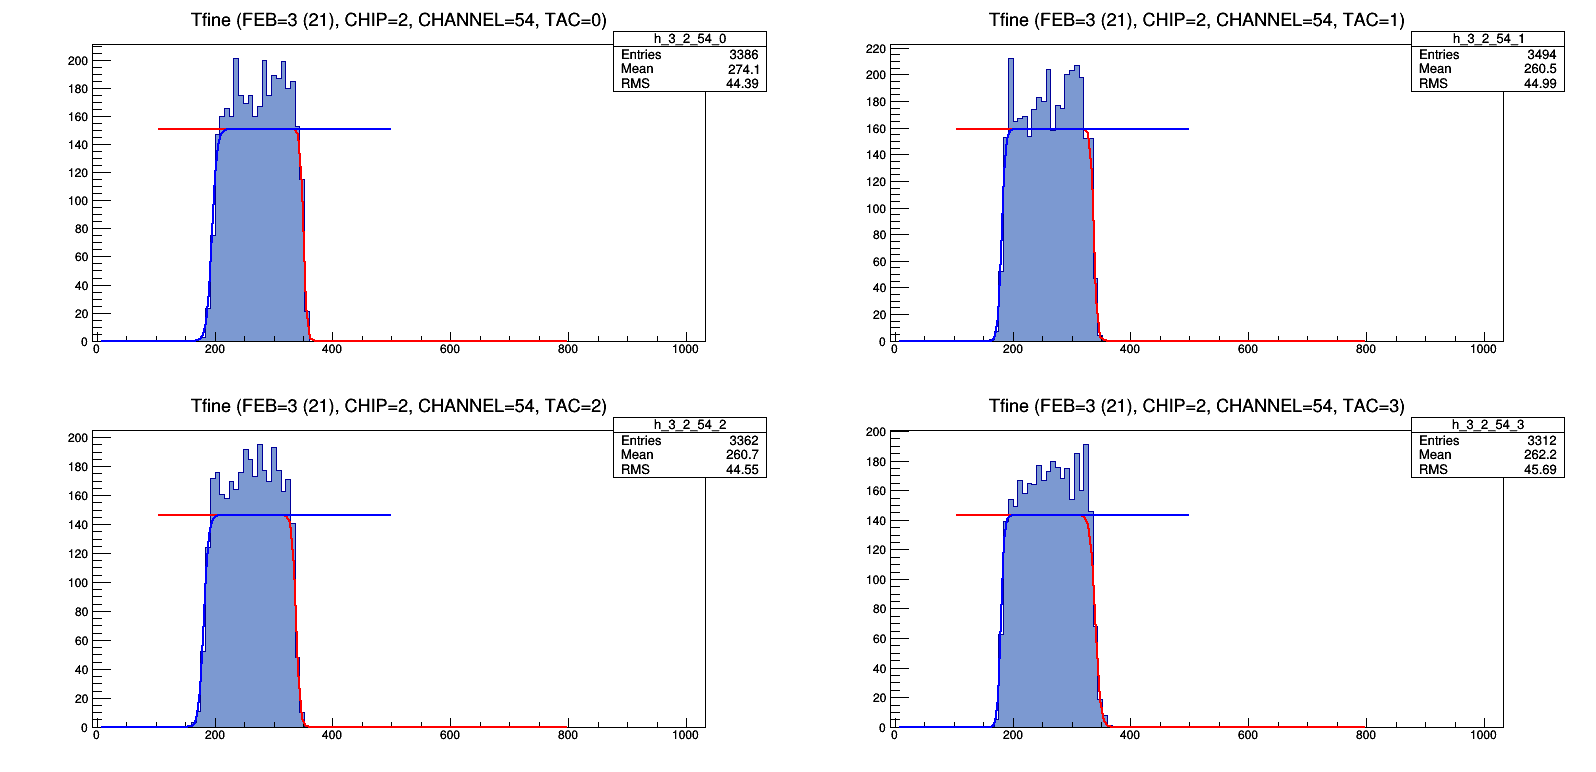 Tfine (FEB=3 (21), CHIP=2, CHANNEL=54, TAC=0)
h_3_2_54_0
Entries 3386
Mean 274.1
RMS 44.39
200
180
160
140
120
100
80
60
40
20
0
0 200 400 600 800 1000
Tfine (FEB=3 (21), CHIP=2, CHANNEL=54, TAC=1)
h_3_2_54_1
Entries 3494
Mean 260.5
RMS 44.99
220
200
180
160
140
120
100
80
60
40
20
0
0 200 400 600 800 1000
Tfine (FEB=3 (21), CHIP=2, CHANNEL=54, TAC=2)
h_3_2_54_2
Entries 3362
Mean 260.7
RMS 44.55
200
180
160
140
120
100
80
60
40
20
0
0 200 400 600 800 1000
Tfine (FEB=3 (21), CHIP=2, CHANNEL=54, TAC=3)
h_3_2_54_3
Entries 3312
Mean 262.2
RMS 45.69
200
180
160
140
120
100
80
60
40
20
0
0 200 400 600 800 1000